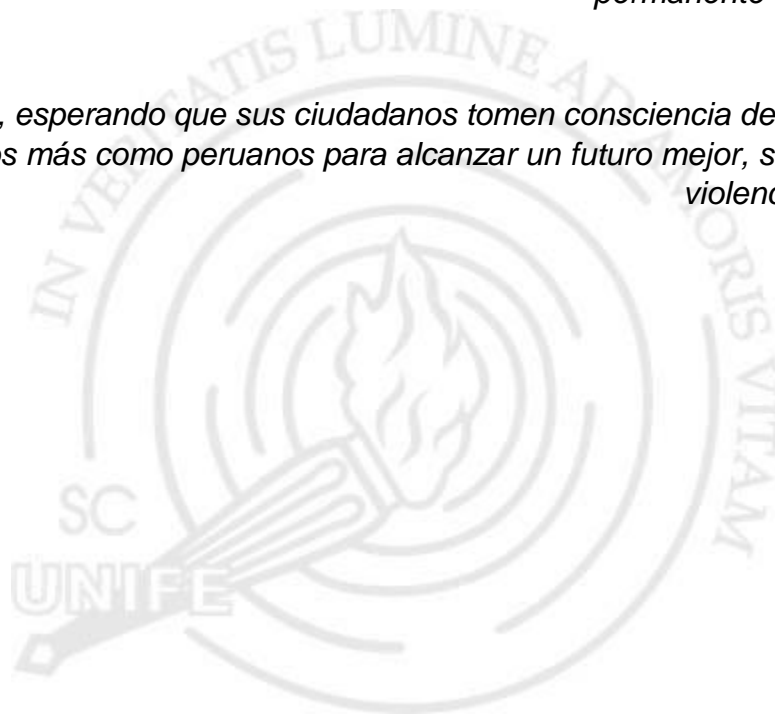 permanente
, esperando que sus ciudadanos tomen consciencia de
os más como peruanos para alcanzar un futuro mejor, s
violenc
IN VERITATIS LUMINE AD AMORIS VITAM
SC
UNIFE